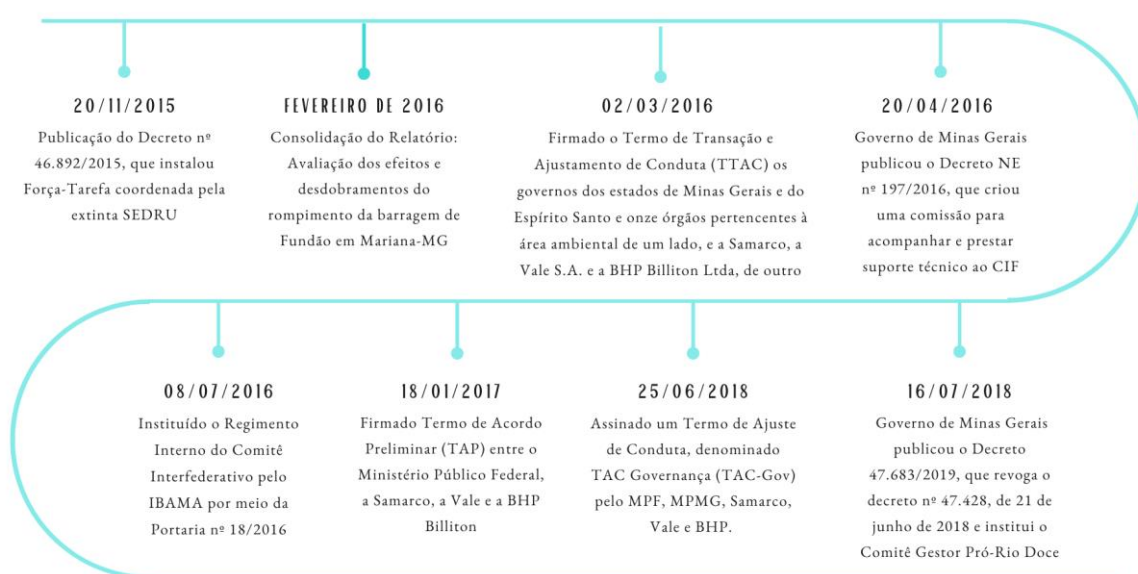 20/11/2015
Publicação do Decreto nº
46.892/2015, que instalou
Força-Tarefa coordenada pela
extinta SEDRU
FEVEREIRO DE 2016
Consolidação do Relatório:
Avaliação dos efeitos e
desdobramentos do
rompimento da barragem de
Fundão em Mariana-MG
02/03/2016
Firmado o Termo de Transação e
Ajustamento de Conduta (TTAC) os
governos dos estados de Minas Gerais e do
Espírito Santo e onze órgãos pertencentes à
área ambiental de um lado, e a Samarco, a
Vale S.A. e a BHP Billiton Ltda, de outro
20/04/2016
Governo de Minas Gerais
publicou o Decreto NE
nº 197/2016, que criou
uma comissão para
acompanhar e prestar
suporte técnico ao CIF
08/07/2016
Instituído o Regimento
Interno do Comitê
Interfederativo pelo
IBAMA por meio da
Portaria nº 18/2016
18/01/2017
Firmado Termo de Acordo
Preliminar (TAP) entre o
Ministério Público Federal,
a Samarco, a Vale e a BHP
Billiton
25/06/2018
Assinado um Termo de Ajuste
de Conduta, denominado
TAC Governança (TAC-Gov)
pelo MPF, MPMG, Samarco,
Vale e BHP.
16/07/2018
Governo de Minas Gerais
publicou o Decreto
47.683/2019, que revoga o
decreto nº 47.428, de 21 de
junho de 2018 e institui o
Comitê Gestor Pró-Rio Doce